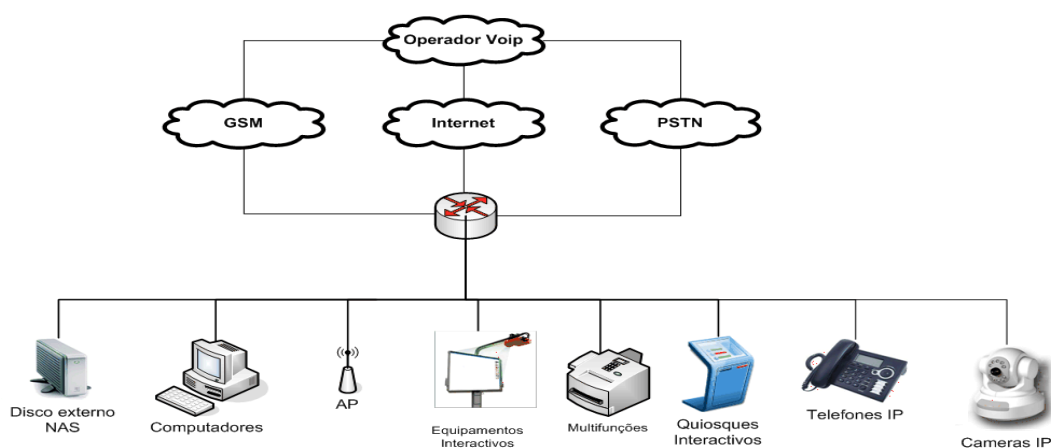 Operador Voip
GSM
Internet
PSTN
Disco externo
NAS
Computadores
AP
Equipamentos
Interactivos
Multifunções
Quiosques
Interactivos
Telefones IP
Cameras IP